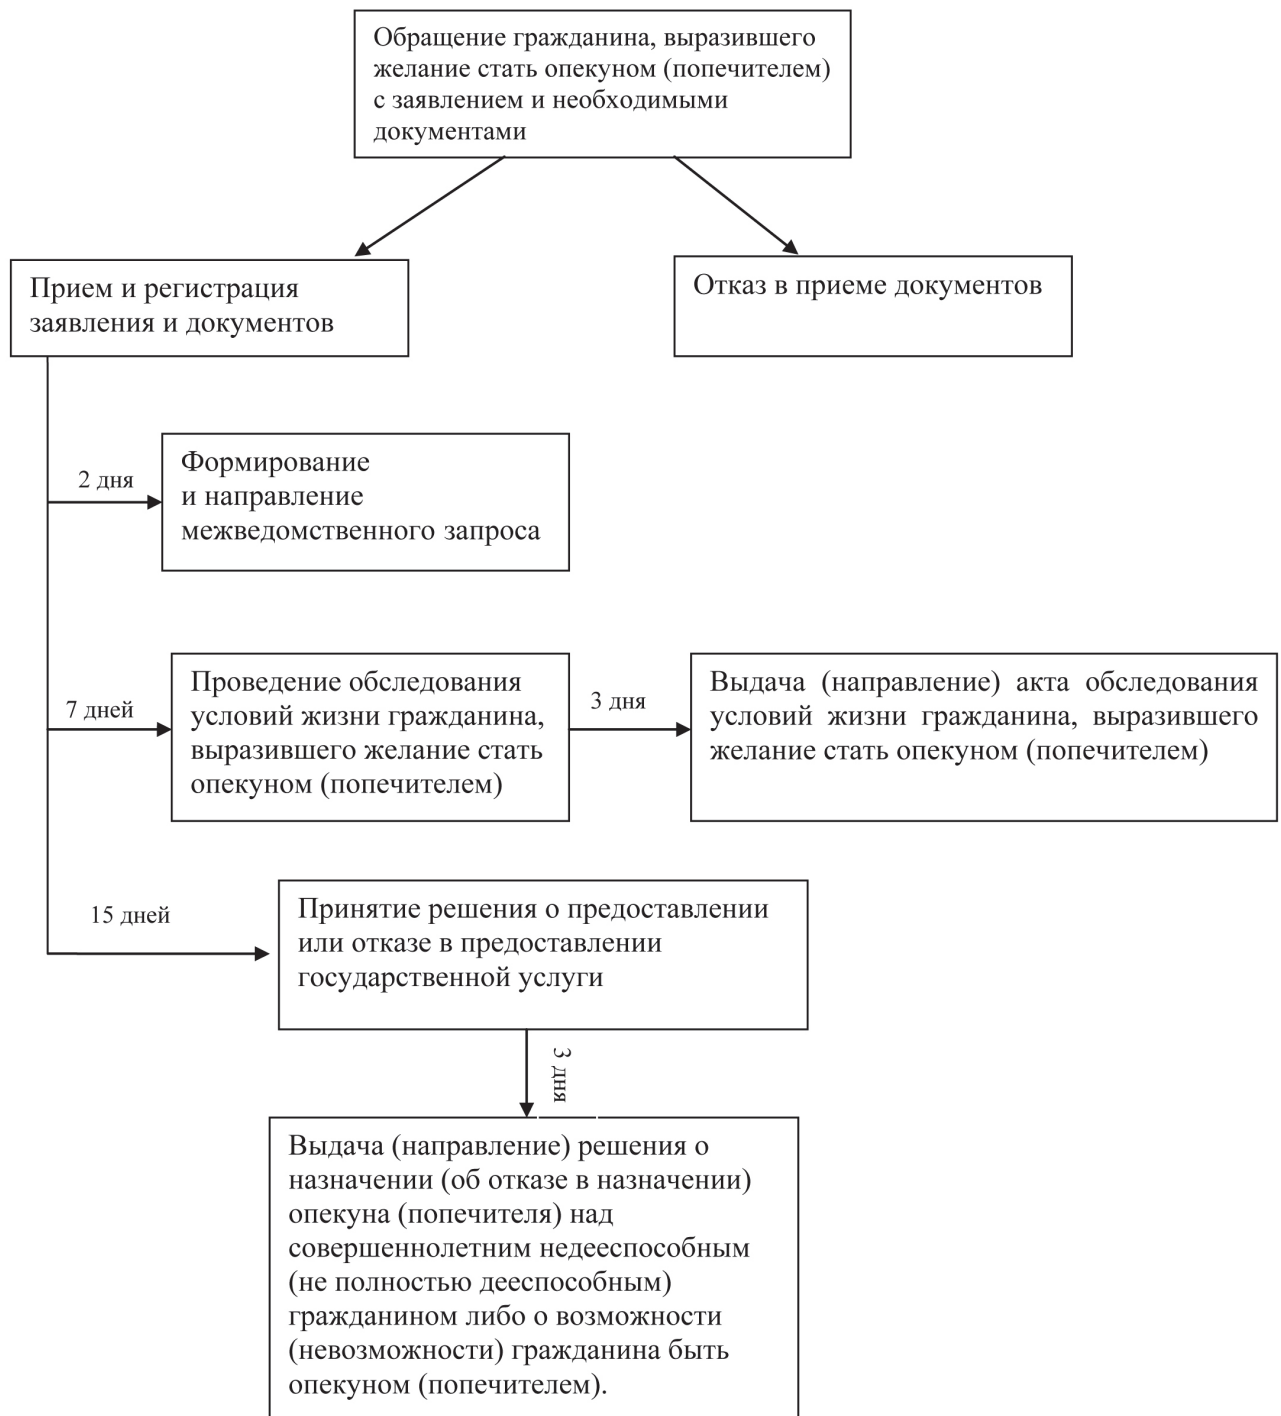 Обращение гражданина, выразившего
желание стать опекуном (попечителем)
с заявлением и необходимыми
документами
Прием и регистрация
заявления и документов
Отказ в приеме документов
2 дня
Формирование
и направление
межведомственного запроса
7 дней
Проведение обследования
условий жизни гражданина,
выразившего желание стать
опекуном (попечителем)
3 дня
Выдача (направление) акта обследования
условий жизни гражданина, выразившего
желание стать опекуном (попечителем)
15 дней
Принятие решения о предоставлении
или отказе в предоставлении
государственной услуги
3 дня
Выдача (направление) решения о
назначении (об отказе в назначении)
опекуна (попечителя) над
совершеннолетним недееспособным
(не полностью дееспособным)
гражданином либо о возможности
(невозможности) гражданина быть
опекуном (попечителем).